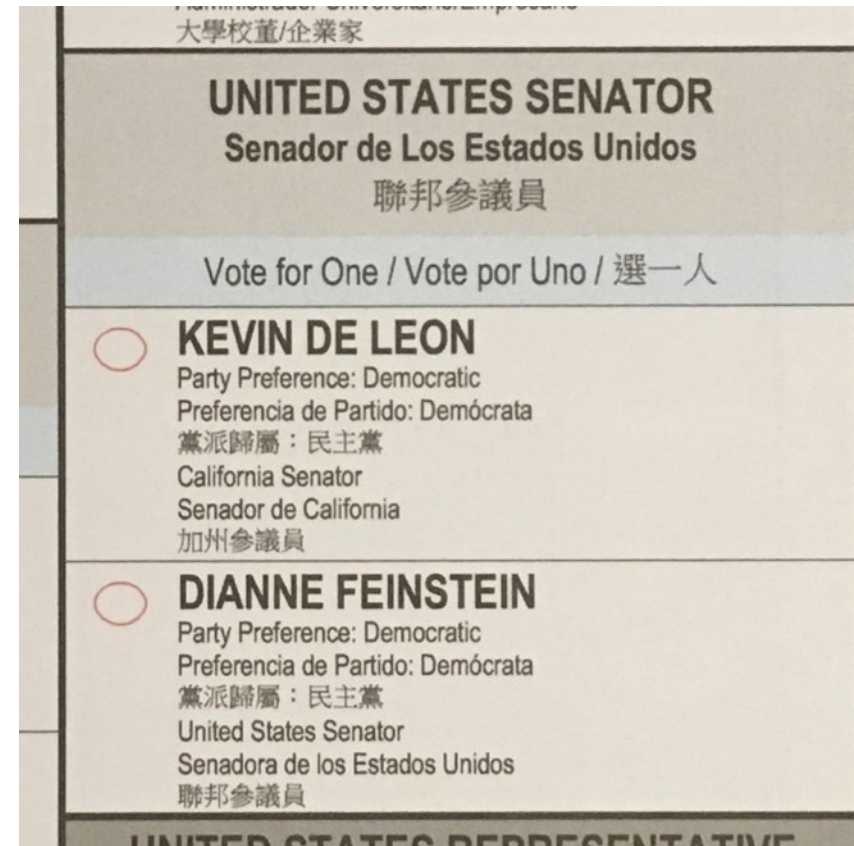 大學校董/企業家
UNITED STATES SENATOR
Senador de Los Estados Unidos
聯邦參議員
Vote for One / Vote por Uno / 選一人
KEVIN DE LEON
Party Preference: Democratic
Preferencia de Partido: Demócrata
黨派歸屬：民主黨
California Senator
Senador de California
加州參議員
DIANNE FEINSTEIN
Party Preference: Democratic
Preferencia de Partido: Demócrata
黨派歸屬：民主黨
United States Senator
Senadora de los Estados Unidos
聯邦參議員
UNITED STATES REPRESENTATIVE